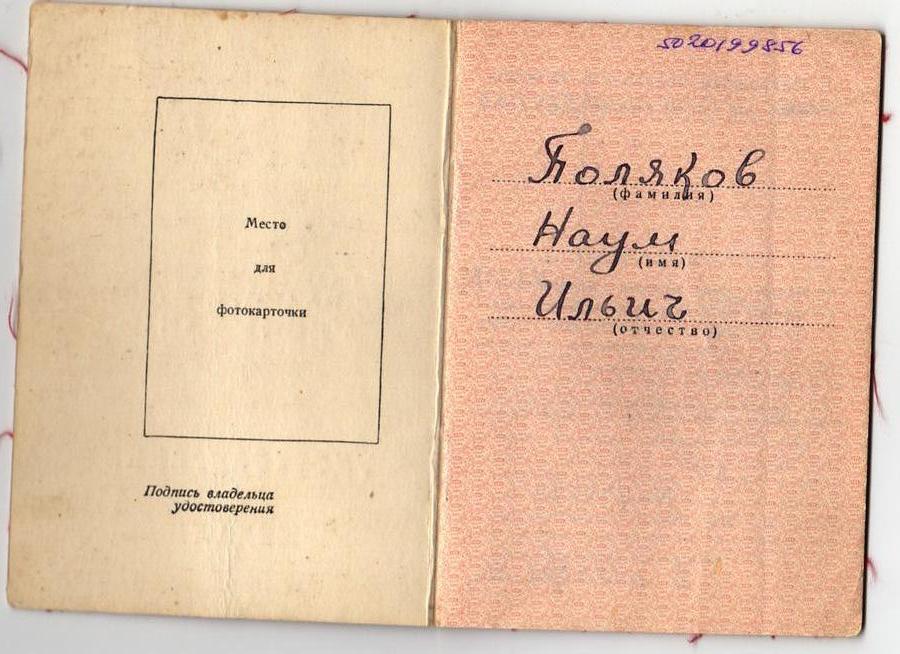 Место
для
фотокарточки
Подпись владельца
удостоверения
5020199856
Поляков
(фамилия)
Наум
(имя)
Ильич
(отчество)